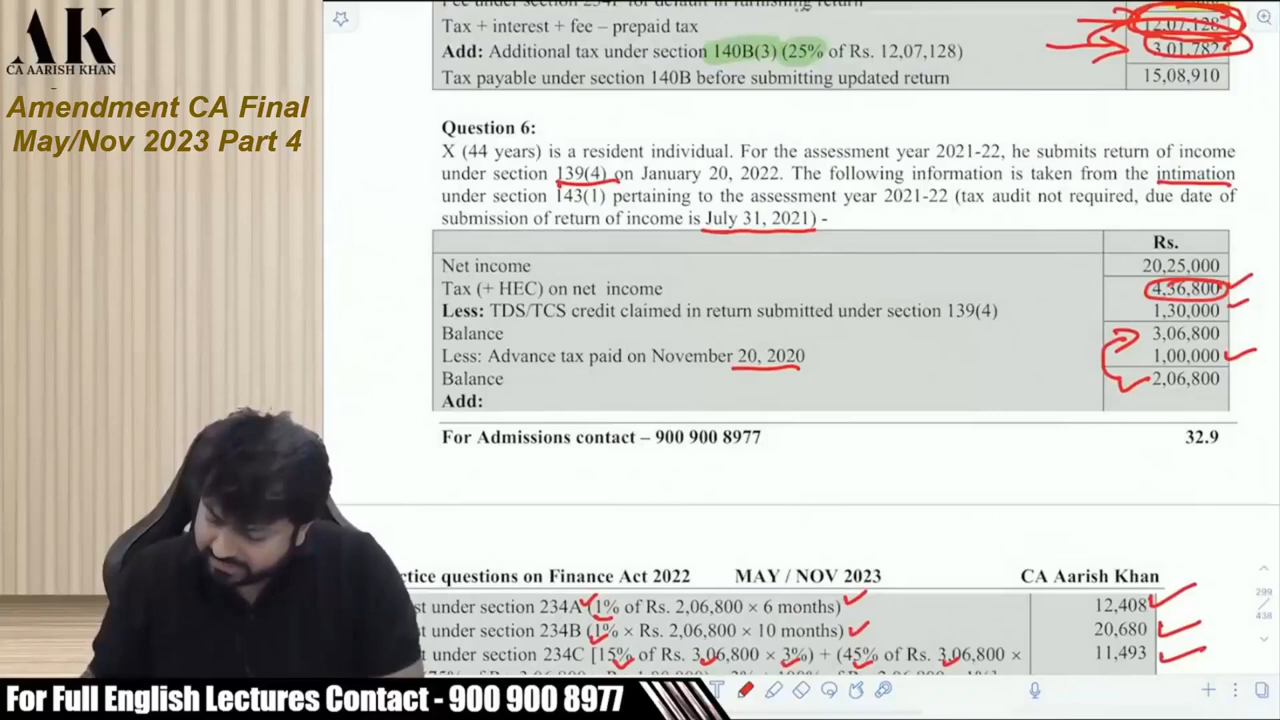 AK
CA AARISH KHAN
Amendment CA Final
May/Nov 2023 Part 4
Tax + interest + fee – prepaid tax 12,07,128
Add: Additional tax under section 140B(3) (25% of Rs. 12,07,128) 3,01,782
Tax payable under section 140B before submitting updated return 15,08,910
Question 6:
X (44 years) is a resident individual. For the assessment year 2021-22, he submits return of income
under section 139(4) on January 20, 2022. The following information is taken from the intimation
under section 143(1) pertaining to the assessment year 2021-22 (tax audit not required, due date of
submission of return of income is July 31, 2021) -
Rs.
Net income 20,25,000
Tax (+ HEC) on net income 4,36,800
Less: TDS/TCS credit claimed in return submitted under section 139(4) 1,30,000
Balance 3,06,800
Less: Advance tax paid on November 20, 2020 1,00,000
Balance 2,06,800
Add:
For Admissions contact – 900 900 8977 32.9
ctice questions on Finance Act 2022 MAY / NOV 2023 CA Aarish Khan
st under section 234A (1% of Rs. 2,06,800 × 6 months) 12,408
t under section 234B (1% × Rs. 2,06,800 × 10 months) 20,680
t under section 234C [15% of Rs. 3,06,800 × 3%) + (45% of Rs. 3,06,800 × 11,493
299
438
For Full English Lectures Contact - 900 900 8977